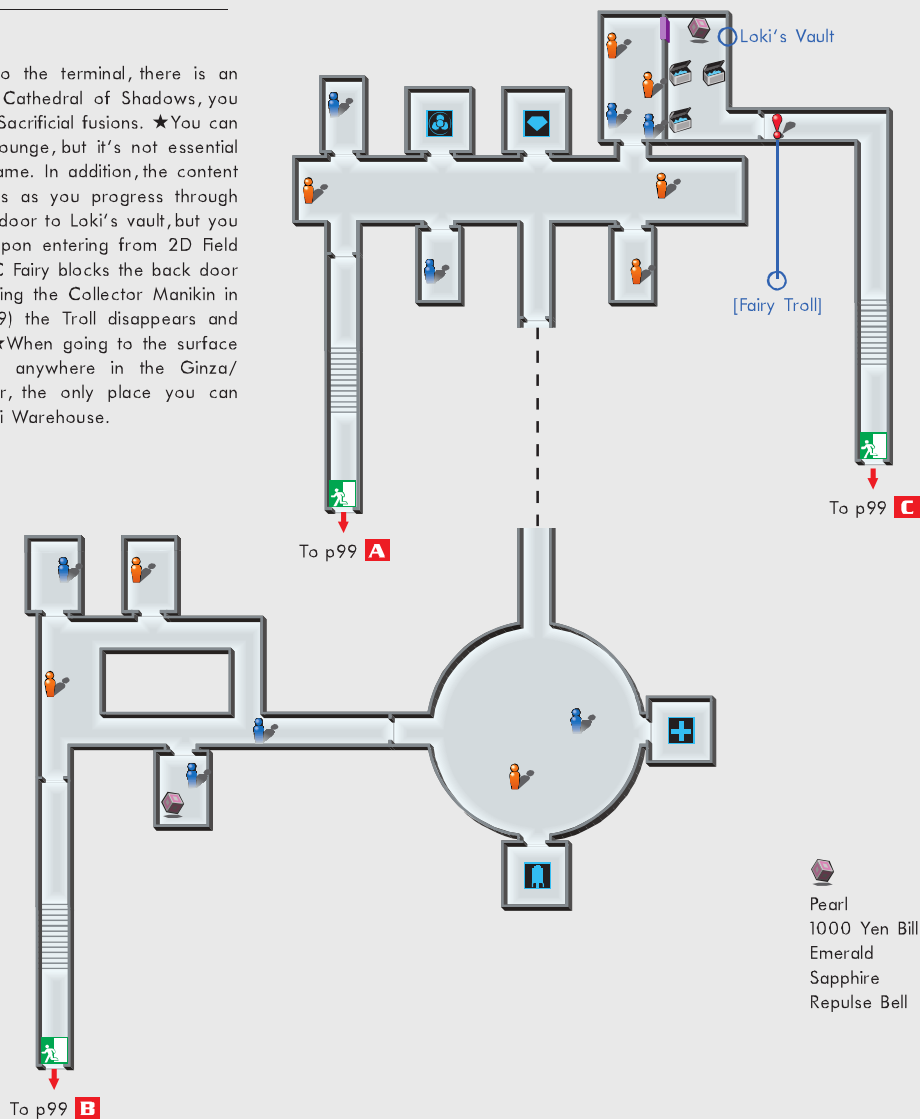 o the terminal, there is an
Cathedral of Shadows, you
Sacrificial fusions. ★You can
ounge, but it's not essential
ame. In addition, the content
s as you progress through
door to Loki's vault, but you
pon entering from 2D Field
C Fairy blocks the back door
ing the Collector Manikin in
9) the Troll disappears and
★When going to the surface
anywhere in the Ginza/
r, the only place you can
i Warehouse.
Loki's Vault
[Fairy Troll]
To p99 C
To p99 A
To p99 B
Pearl
1000 Yen Bill
Emerald
Sapphire
Repulse Bell